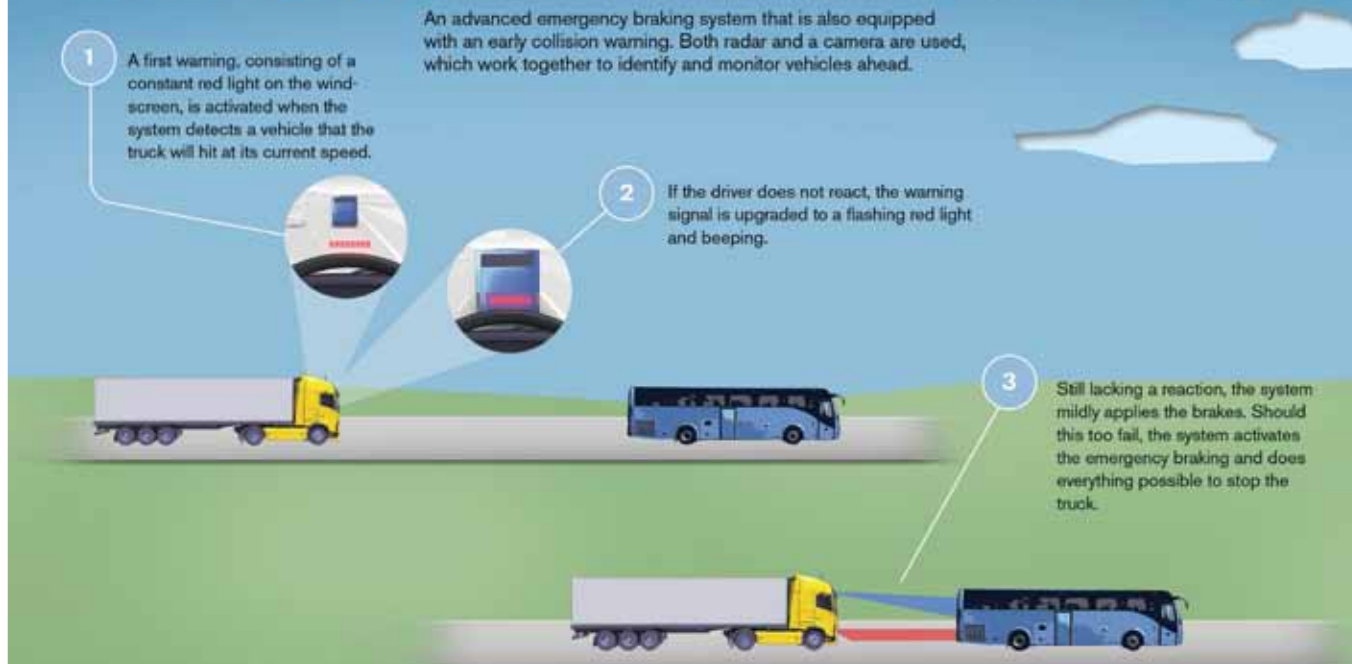 An advanced emergency braking system that is also equipped
with an early collision warning. Both radar and a camera are used,
which work together to identify and monitor vehicles ahead.
1
A first warning, consisting of a
constant red light on the wind-
screen, is activated when the
system detects a vehicle that the
truck will hit at its current speed.
2
If the driver does not react, the warning
signal is upgraded to a flashing red light
and beeping.
3
Still lacking a reaction, the system
mildly applies the brakes. Should
this too fail, the system activates
the emergency braking and does
everything possible to stop the
truck.